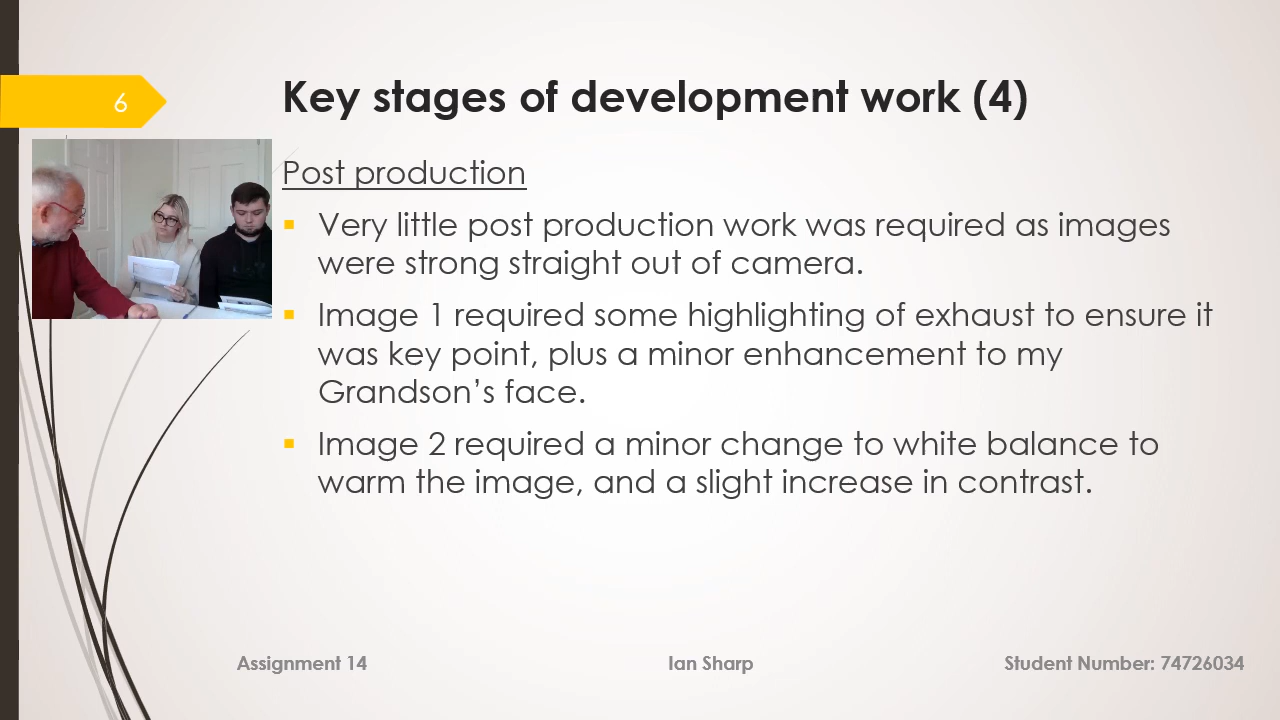 6
Key stages of development work (4)
Post production
Very little post production work was required as images
were strong straight out of camera.
Image 1 required some highlighting of exhaust to ensure it
was key point, plus a minor enhancement to my
Grandson’s face.
Image 2 required a minor change to white balance to
warm the image, and a slight increase in contrast.
Assignment 14
Ian Sharp
Student Number: 74726034